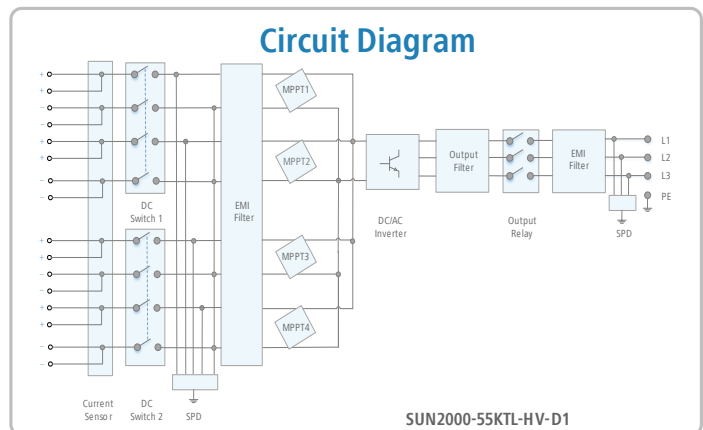 Circuit Diagram
+
+
−
−
+
+
−
−
+
+
−
−
+
+
−
−
Current
Sensor
DC
Switch 1
DC
Switch 2
SPD
EMI
Filter
MPPT1
MPPT2
MPPT3
MPPT4
DC/AC
Inverter
Output
Filter
Output
Relay
EMI
Filter
SPD
L1
L2
L3
PE
SUN2000-55KTL-HV-D1